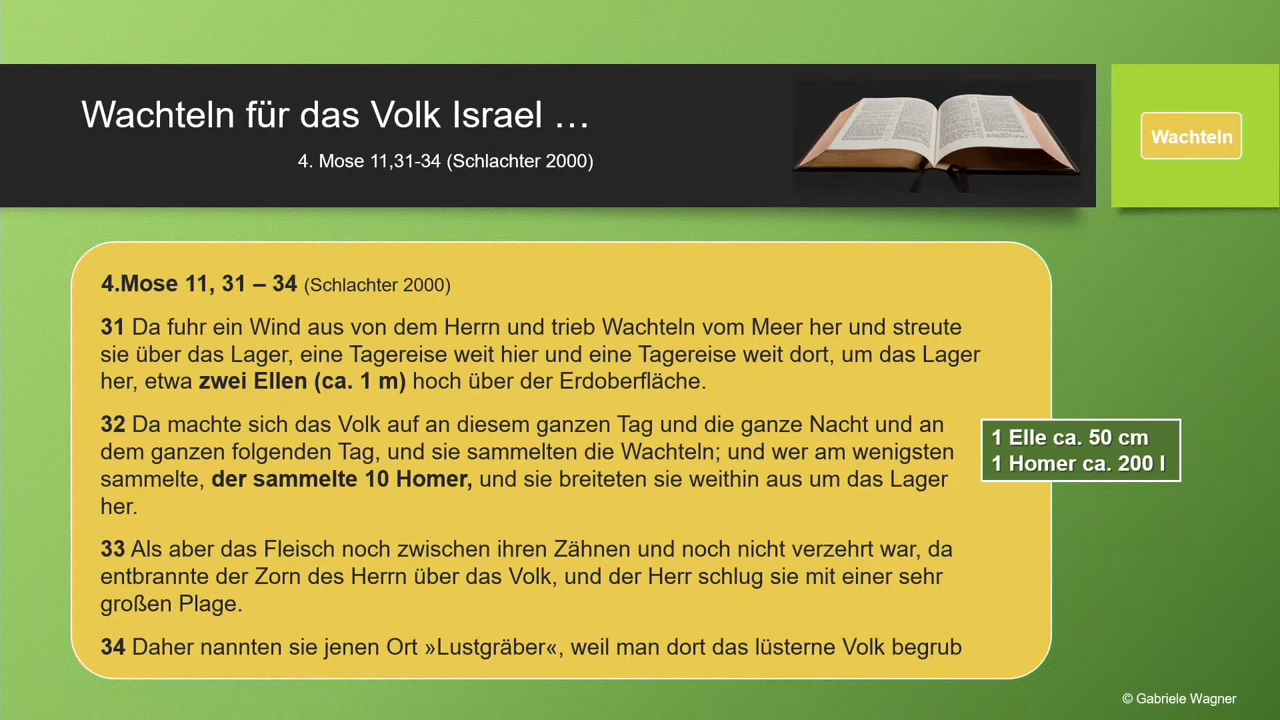 Wachteln für das Volk Israel …
4. Mose 11,31-34 (Schlachter 2000)
Wachteln
4.Mose 11, 31 – 34 (Schlachter 2000)
31 Da fuhr ein Wind aus von dem Herrn und trieb Wachteln vom Meer her und streute
sie über das Lager, eine Tagereise weit hier und eine Tagereise weit dort, um das Lager
her, etwa zwei Ellen (ca. 1 m) hoch über der Erdoberfläche.
32 Da machte sich das Volk auf an diesem ganzen Tag und die ganze Nacht und an
dem ganzen folgenden Tag, und sie sammelten die Wachteln; und wer am wenigsten
sammelte, der sammelte 10 Homer, und sie breiteten sie weithin aus um das Lager
her.
1 Elle ca. 50 cm
1 Homer ca. 200 l
33 Als aber das Fleisch noch zwischen ihren Zähnen und noch nicht verzehrt war, da
entbrannte der Zorn des Herrn über das Volk, und der Herr schlug sie mit einer sehr
großen Plage.
34 Daher nannten sie jenen Ort »Lustgräber«, weil man dort das lüsterne Volk begrub
© Gabriele Wagner